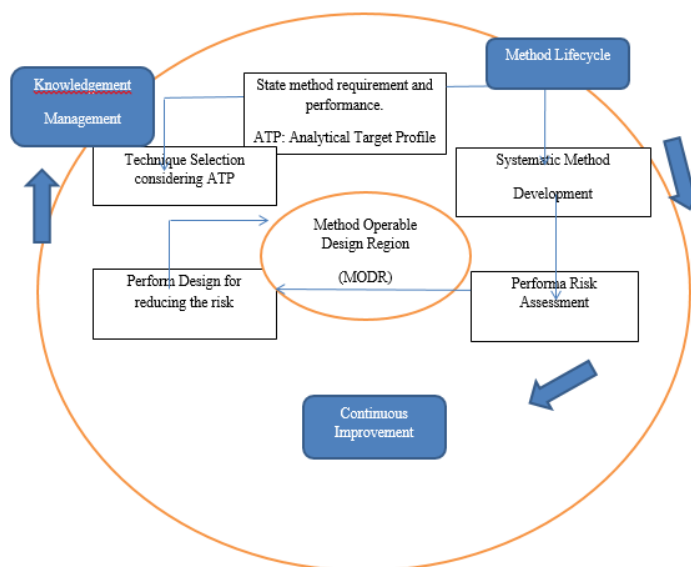 Method Lifecycle
Knowledgement
Management
State method requirement and
performance.
ATP: Analytical Target Profile
Technique Selection
considering ATP
Systematic Method
Development
Method Operable
Design Region
(MODR)
Perform Design for
reducing the risk
Performa Risk
Assessment
Continuous
Improvement